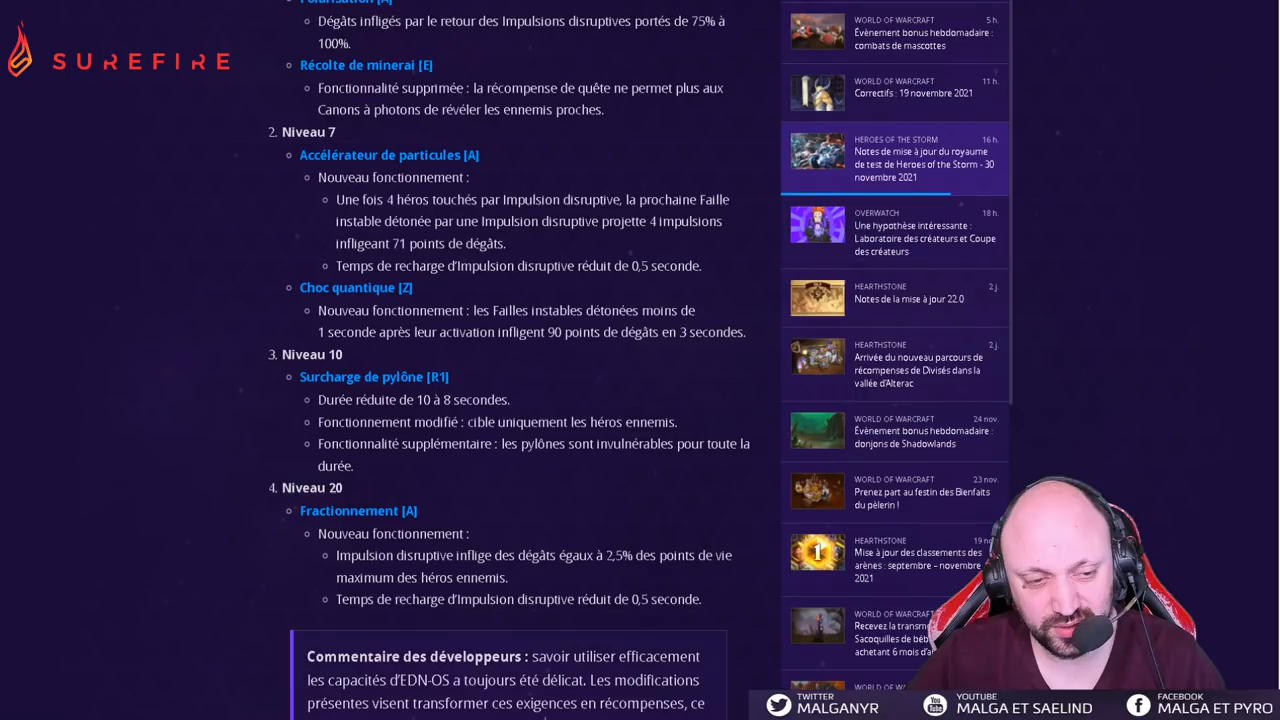 Polarisation [A]
Dégâts infligés par le retour des Impulsions disruptives portés de 75% à
100%.
Récolte de minerai [E]
Fonctionnalité supprimée : la récompense de quête ne permet plus aux
Canons à photons de révéler les ennemis proches.
2. Niveau 7
Accélérateur de particules [A]
Nouveau fonctionnement :
Une fois 4 héros touchés par Impulsion disruptive, la prochaine Faille
instable détonée par une Impulsion disruptive projette 4 impulsions
infligeant 71 points de dégâts.
Temps de recharge d'Impulsion disruptive réduit de 0,5 seconde.
Choc quantique [Z]
Nouveau fonctionnement : les Failles instables détonées moins de
1 seconde après leur activation infligent 90 points de dégâts en 3 secondes.
3. Niveau 10
Surcharge de pylône [R1]
Durée réduite de 10 à 8 secondes.
Fonctionnement modifié : cible uniquement les héros ennemis.
Fonctionnalité supplémentaire : les pylônes sont invulnérables pour toute la
durée.
4. Niveau 20
Fractionnement [A]
Nouveau fonctionnement :
Impulsion disruptive inflige des dégâts égaux à 2,5% des points de vie
maximum des héros ennemis.
Temps de recharge d'Impulsion disruptive réduit de 0,5 seconde.
Commentaire des développeurs : savoir utiliser efficacement
les capacités d'EDN-OS a toujours été délicat. Les modifications
présentes visent transformer ces exigences en récompenses, ce
SUREFIRE
WORLD OF WARCRAFT 5 h.
Évènement bonus hebdomadaire :
combats de mascottes
WORLD OF WARCRAFT 11 h.
Correctifs : 19 novembre 2021
HEROES OF THE STORM 16 h.
Notes de mise à jour du royaume
de test de Heroes of the Storm - 30
novembre 2021
OVERWATCH 18 h.
Une hypothèse intéressante :
Laboratoire des créateurs et Coupe
des créateurs
HEARTHSTONE 2 j.
Notes de la mise à jour 22.0
HEARTHSTONE 2 j.
Arrivée du nouveau parcours de
récompenses de Divisés dans la
vallée d'Alterac
WORLD OF WARCRAFT 24 nov.
Évènement bonus hebdomadaire :
donjons de Shadowlands
WORLD OF WARCRAFT 23 nov.
Prenez part au festin des Bienfaits
du pèlerin !
HEARTHSTONE 19
Mise à jour des classements des
arènes : septembre – novembre
2021
WORLD OF WARCRAFT
Recevez la
Sacoquilles de
achetant 6 mois
WORLD OF
TWITTER
MALGANYR
YOUTUBE
MALGA ET SAELIND
FACEBOOK
MALGA ET PYRO